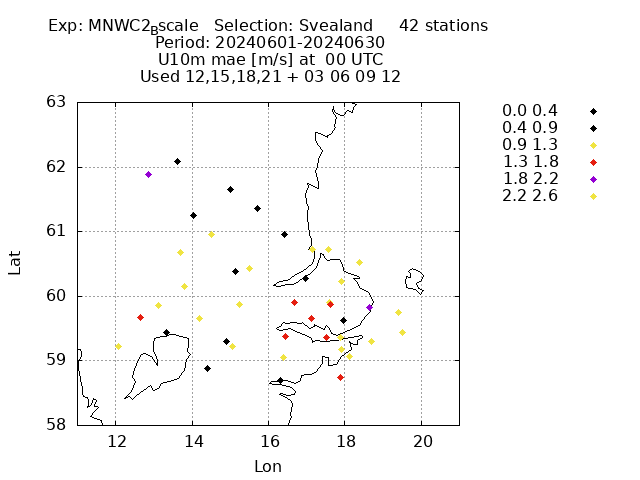 Exp: MNWC2_Bscale Selection: Svealand 42 stations
Period: 20240601-20240630
U10m mae [m/s] at 00 UTC
Used 12,15,18,21 + 03 06 09 12
63
62
61
60
59
58
12 14 16 18 20
Lat
Lon
0.0 0.4
0.4 0.9
0.9 1.3
1.3 1.8
1.8 2.2
2.2 2.6